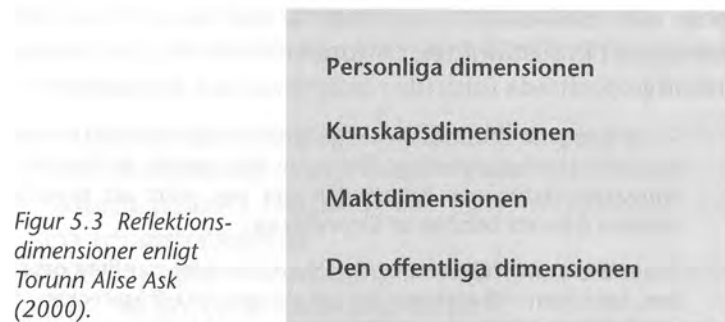 Personliga dimensionen
Kunskapsdimensionen
Maktdimensionen
Den offentliga dimensionen
Figur 5.3 Reflektions-
dimensioner enligt
Torunn Alise Ask
(2000).